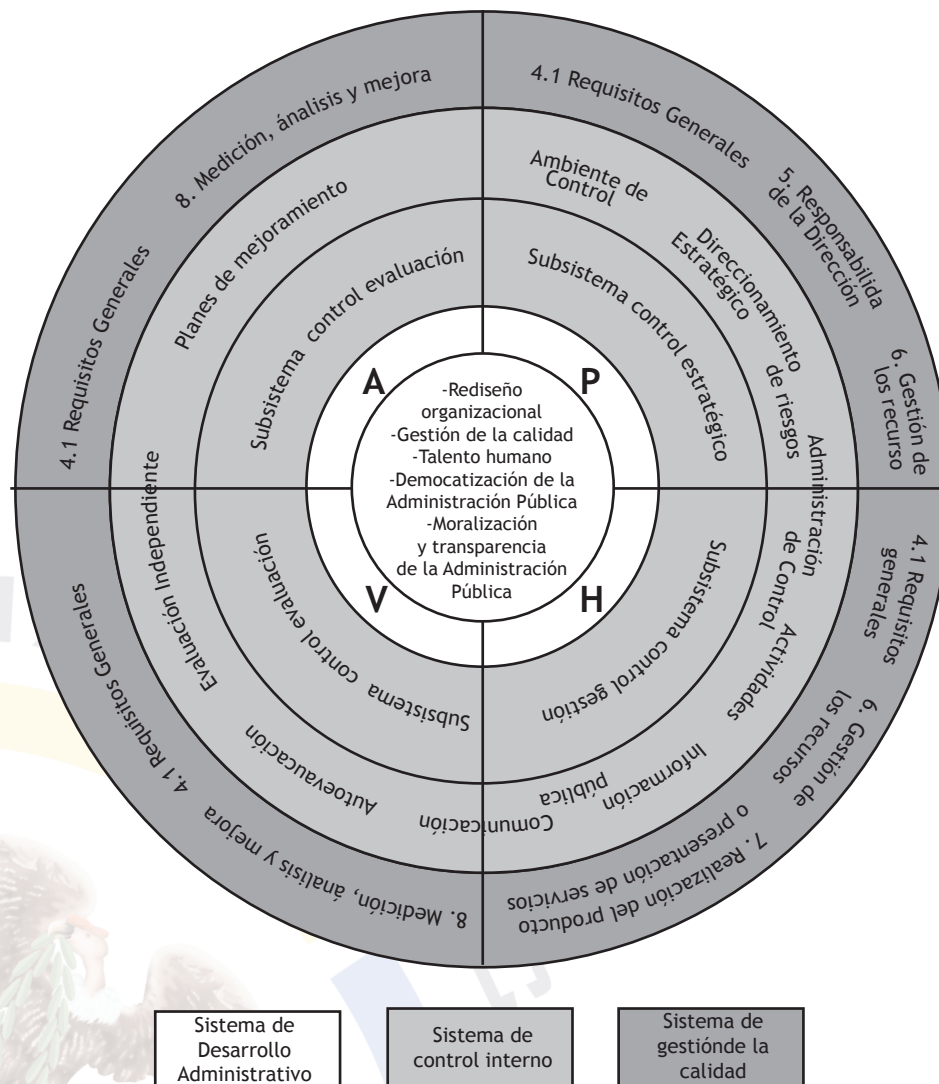 8. Medición, ánalisis y mejora
4.1 Requisitos Generales
4.1 Requisitos Generales
5. Responsabilida
de la Dirección
6. Gestión de
los recurso
Planes de mejoramiento
Ambiente de
Control
Direccionamiento
Estratégico
Administración
de riesgos
Subsistema control evaluación
Subsistema control estratégico
A
P
-Rediseño
organizacional
-Gestión de la calidad
-Talento humano
-Democatización de la
Administración Pública
-Moralización
y transparencia
de la Administración
Pública
V
H
Subsistema control evaluación
Subsistema control gestión
Evaluación Independiente
Autoevaucación
Comunicación
Información
pública
Actividades
de Control
4.1 Requisitos
generales
6. Gestión de
los recursos
7. Realización del producto
o presentación de servicios
4.1 Requisitos Generales
8. Medición, ánalisis y mejora
Sistema de
Desarrollo
Administrativo
Sistema de
control interno
Sistema de
gestiónde la
calidad